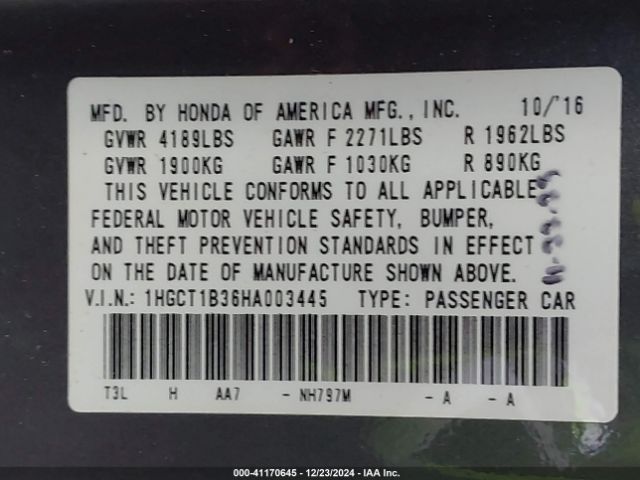 MFD. BY HONDA OF AMERICA MFG., INC. 10/'16
GVWR 4189LBS GAWR F 2271LBS R 1962LBS
GVWR 1900KG GAWR F 1030KG R 890KG
THIS VEHICLE CONFORMS TO ALL APPLICABLE
FEDERAL MOTOR VEHICLE SAFETY, BUMPER,
AND THEFT PREVENTION STANDARDS IN EFFECT
ON THE DATE OF MANUFACTURE SHOWN ABOVE.
V.I.N.: 1HGCT1B36HA003445 TYPE: PASSENGER CAR
T3L H AA7 - NH797M - A - A
000-41170645 - 12/23/2024 - IAA Inc.